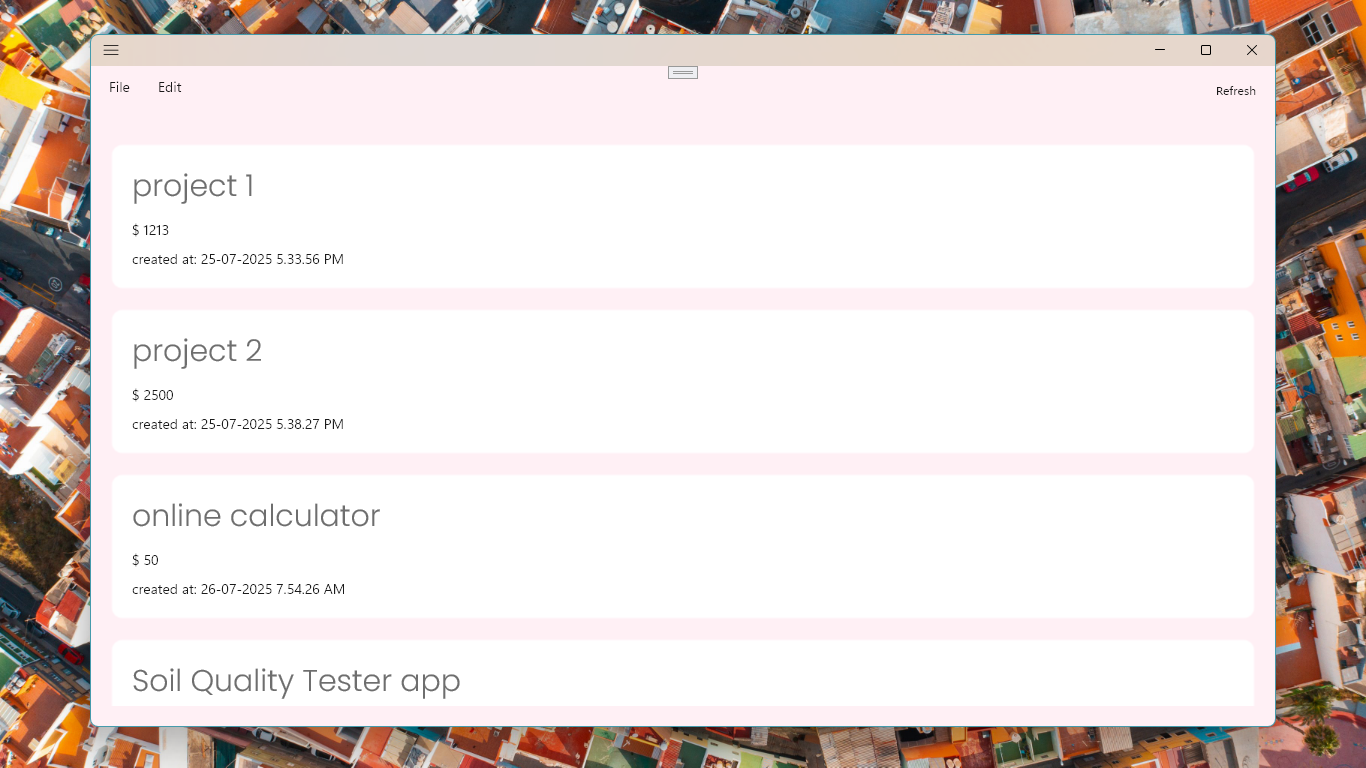 File Edit
Refresh
project 1
$ 1213
created at: 25-07-2025 5.33.56 PM
project 2
$ 2500
created at: 25-07-2025 5.38.27 PM
online calculator
$ 50
created at: 26-07-2025 7.54.26 AM
Soil Quality Tester app